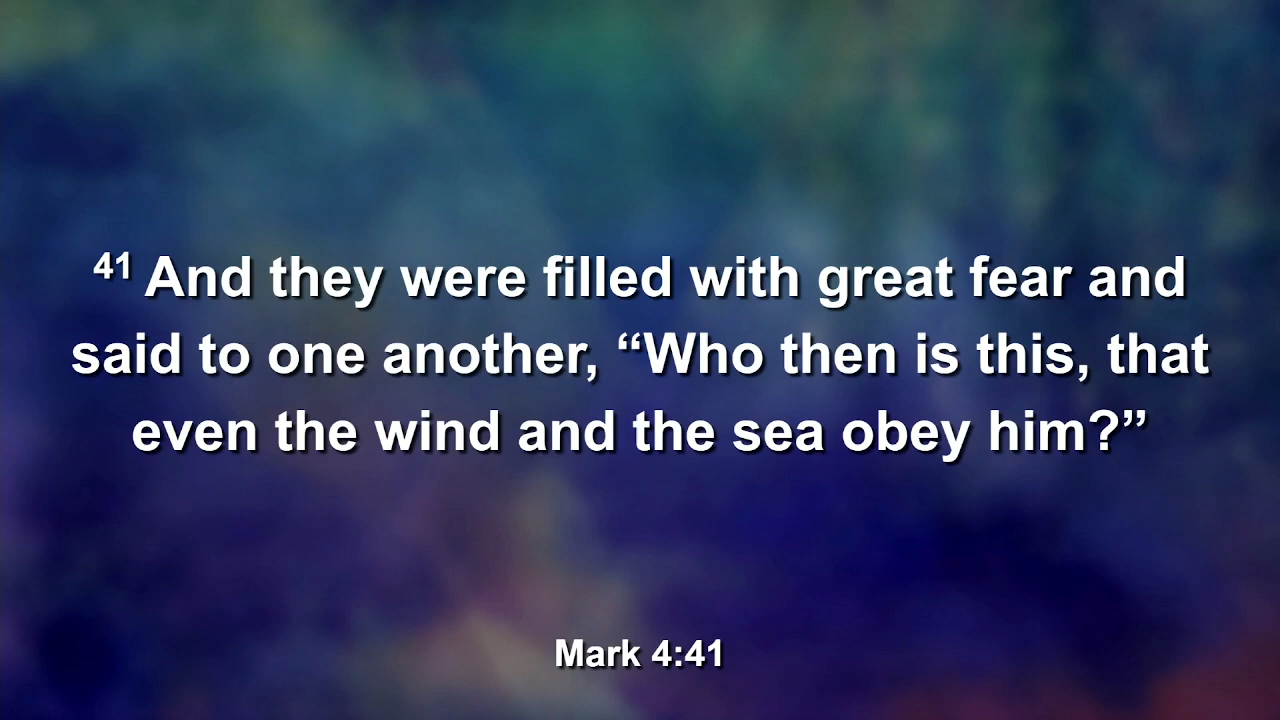 41 And they were filled with great fear and
said to one another, “Who then is this, that
even the wind and the sea obey him?”
Mark 4:41